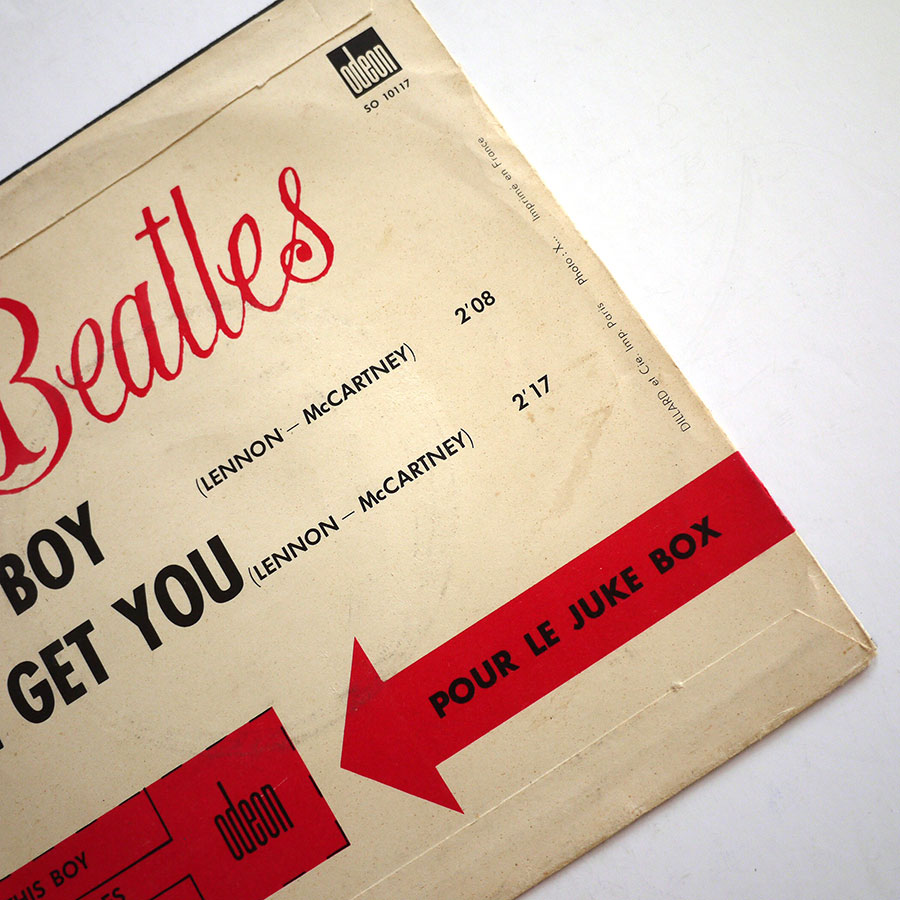 odeon
SO 10117
Beatles
BOY (LENNON – McCARTNEY) 2'08
GET YOU (LENNON – McCARTNEY) 2'17
DILLARD et Cie. Imp. Paris Photo : X... Imprimé en France
POUR LE JUKE BOX
odeon
THIS BOY